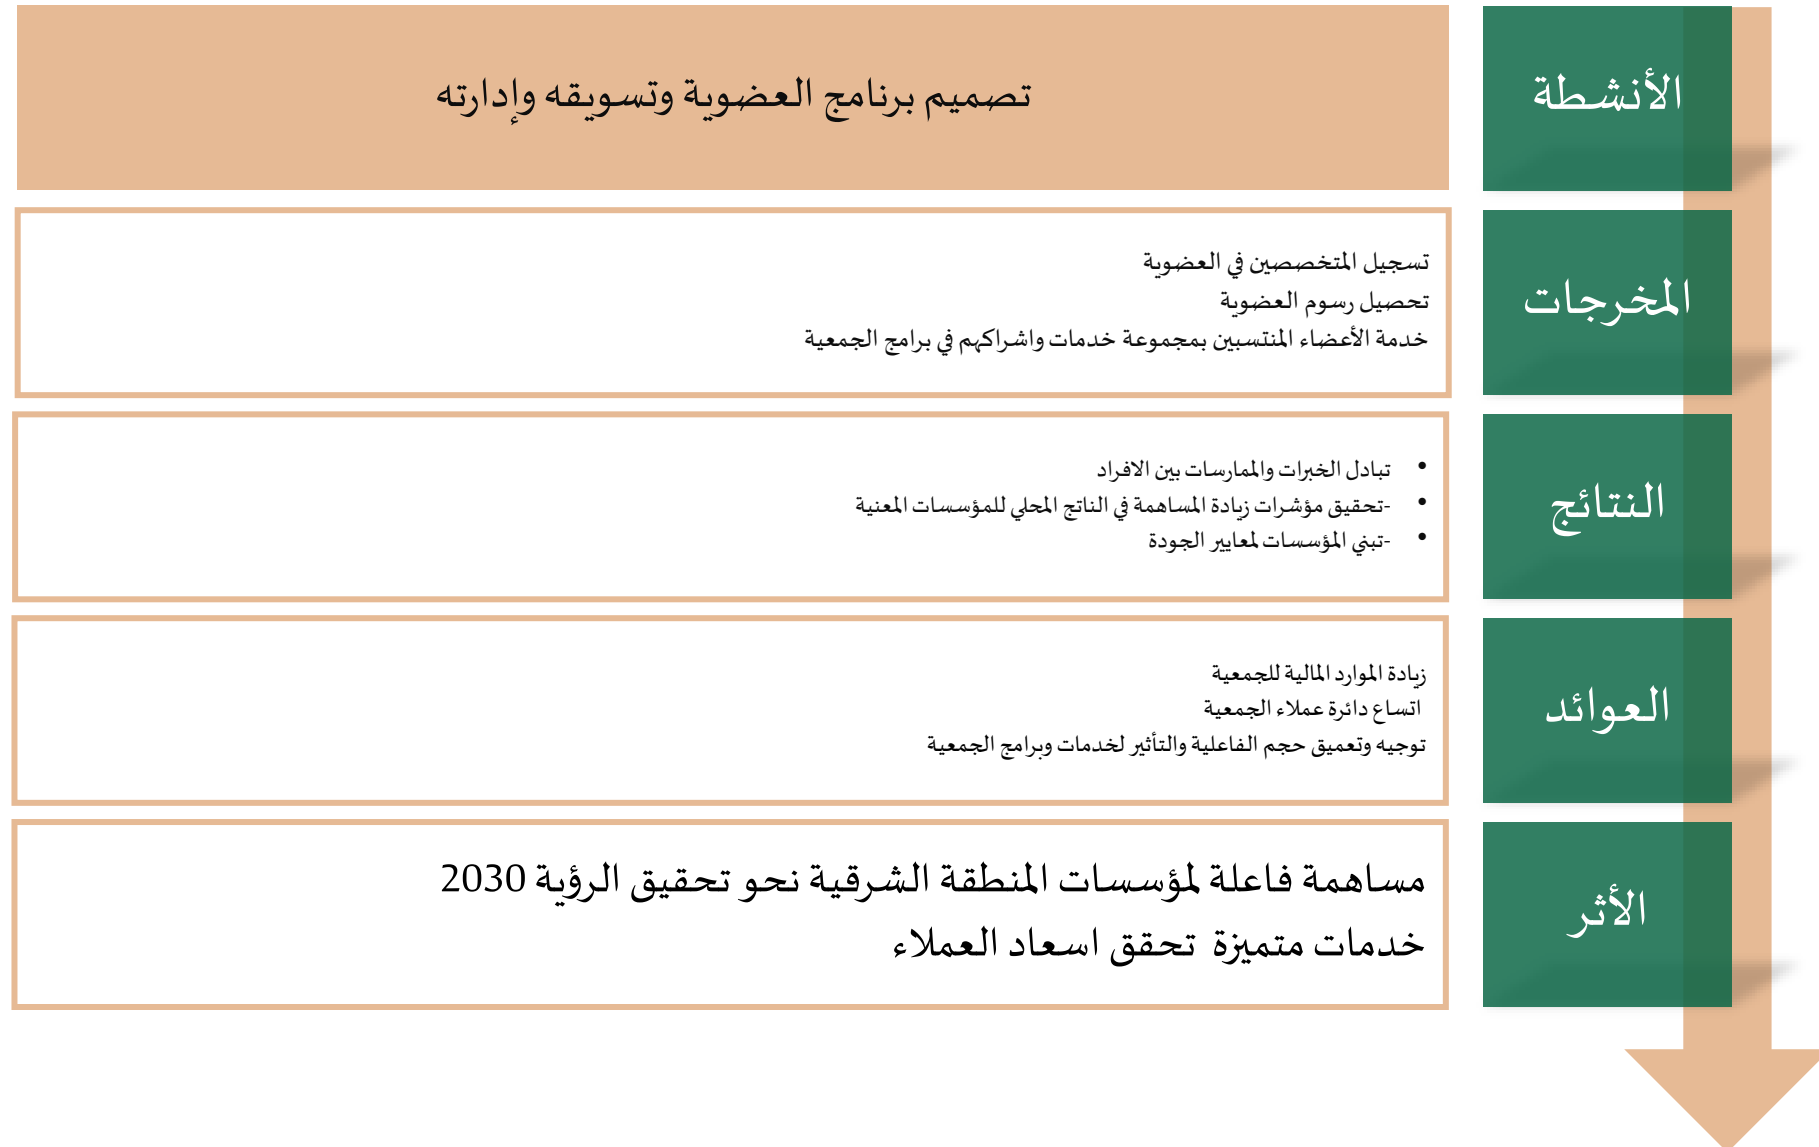 الأنشطة
تصميم برنامج العضوية وتسويقه وإدارته
المخرجات
تسجيل المتخصصين في العضوية
تحصيل رسوم العضوية
خدمة الأعضاء المنتسبين بمجموعة خدمات واشراكهم في برامج الجمعية
النتائج
• تبادل الخبرات والممارسات بين الافراد
• -تحقيق مؤشرات زيادة المساهمة في الناتج المحلي للمؤسسات المعنية
• -تبني المؤسسات لمعايير الجودة
العوائد
زيادة الموارد المالية للجمعية
اتساع دائرة عملاء الجمعية
توجيه وتعميق حجم الفاعلية والتأثير لخدمات وبرامج الجمعية
الأثر
مساهمة فاعلة لمؤسسات المنطقة الشرقية نحو تحقيق الرؤية 2030
خدمات متميزة تحقق اسعاد العملاء